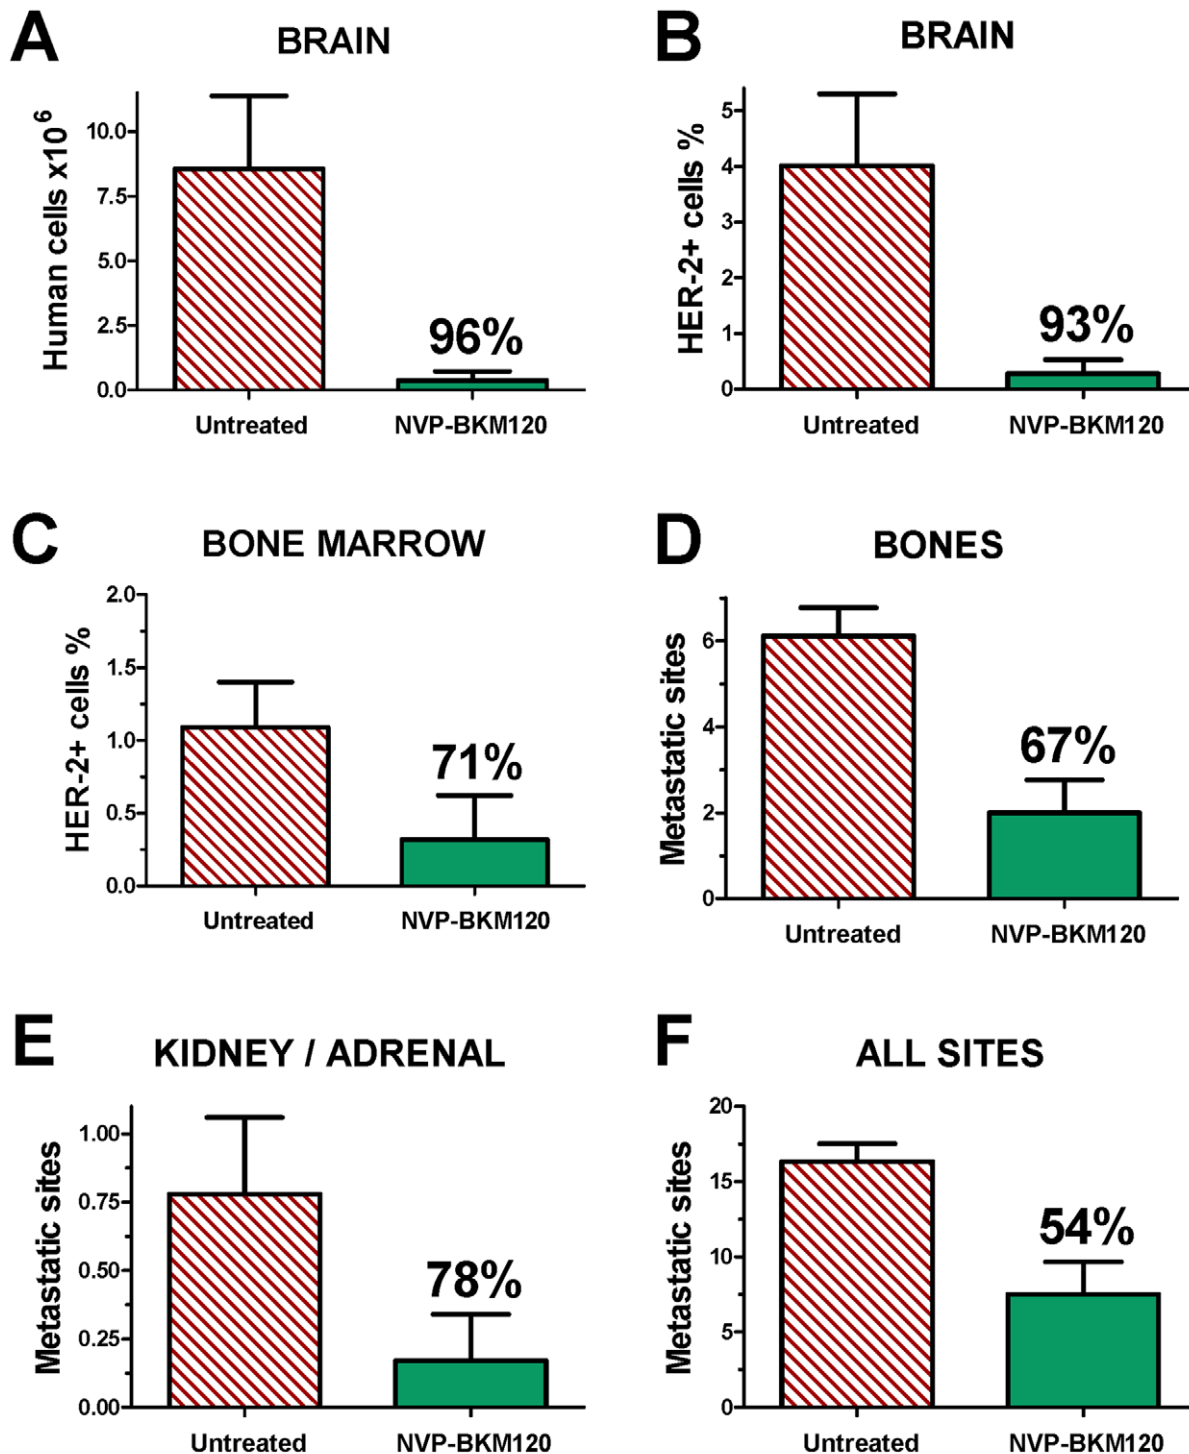 A
BRAIN
Human cells x10⁶
10.0
7.5
5.0
2.5
0.0
96%
Untreated
NVP-BKM120
B
BRAIN
HER-2+ cells %
5
4
3
2
1
0
93%
Untreated
NVP-BKM120
C
BONE MARROW
HER-2+ cells %
2.0
1.5
1.0
0.5
0.0
71%
Untreated
NVP-BKM120
D
BONES
Metastatic sites
6
4
2
0
67%
Untreated
NVP-BKM120
E
KIDNEY / ADRENAL
Metastatic sites
1.00
0.75
0.50
0.25
0.00
78%
Untreated
NVP-BKM120
F
ALL SITES
Metastatic sites
20
15
10
5
0
54%
Untreated
NVP-BKM120